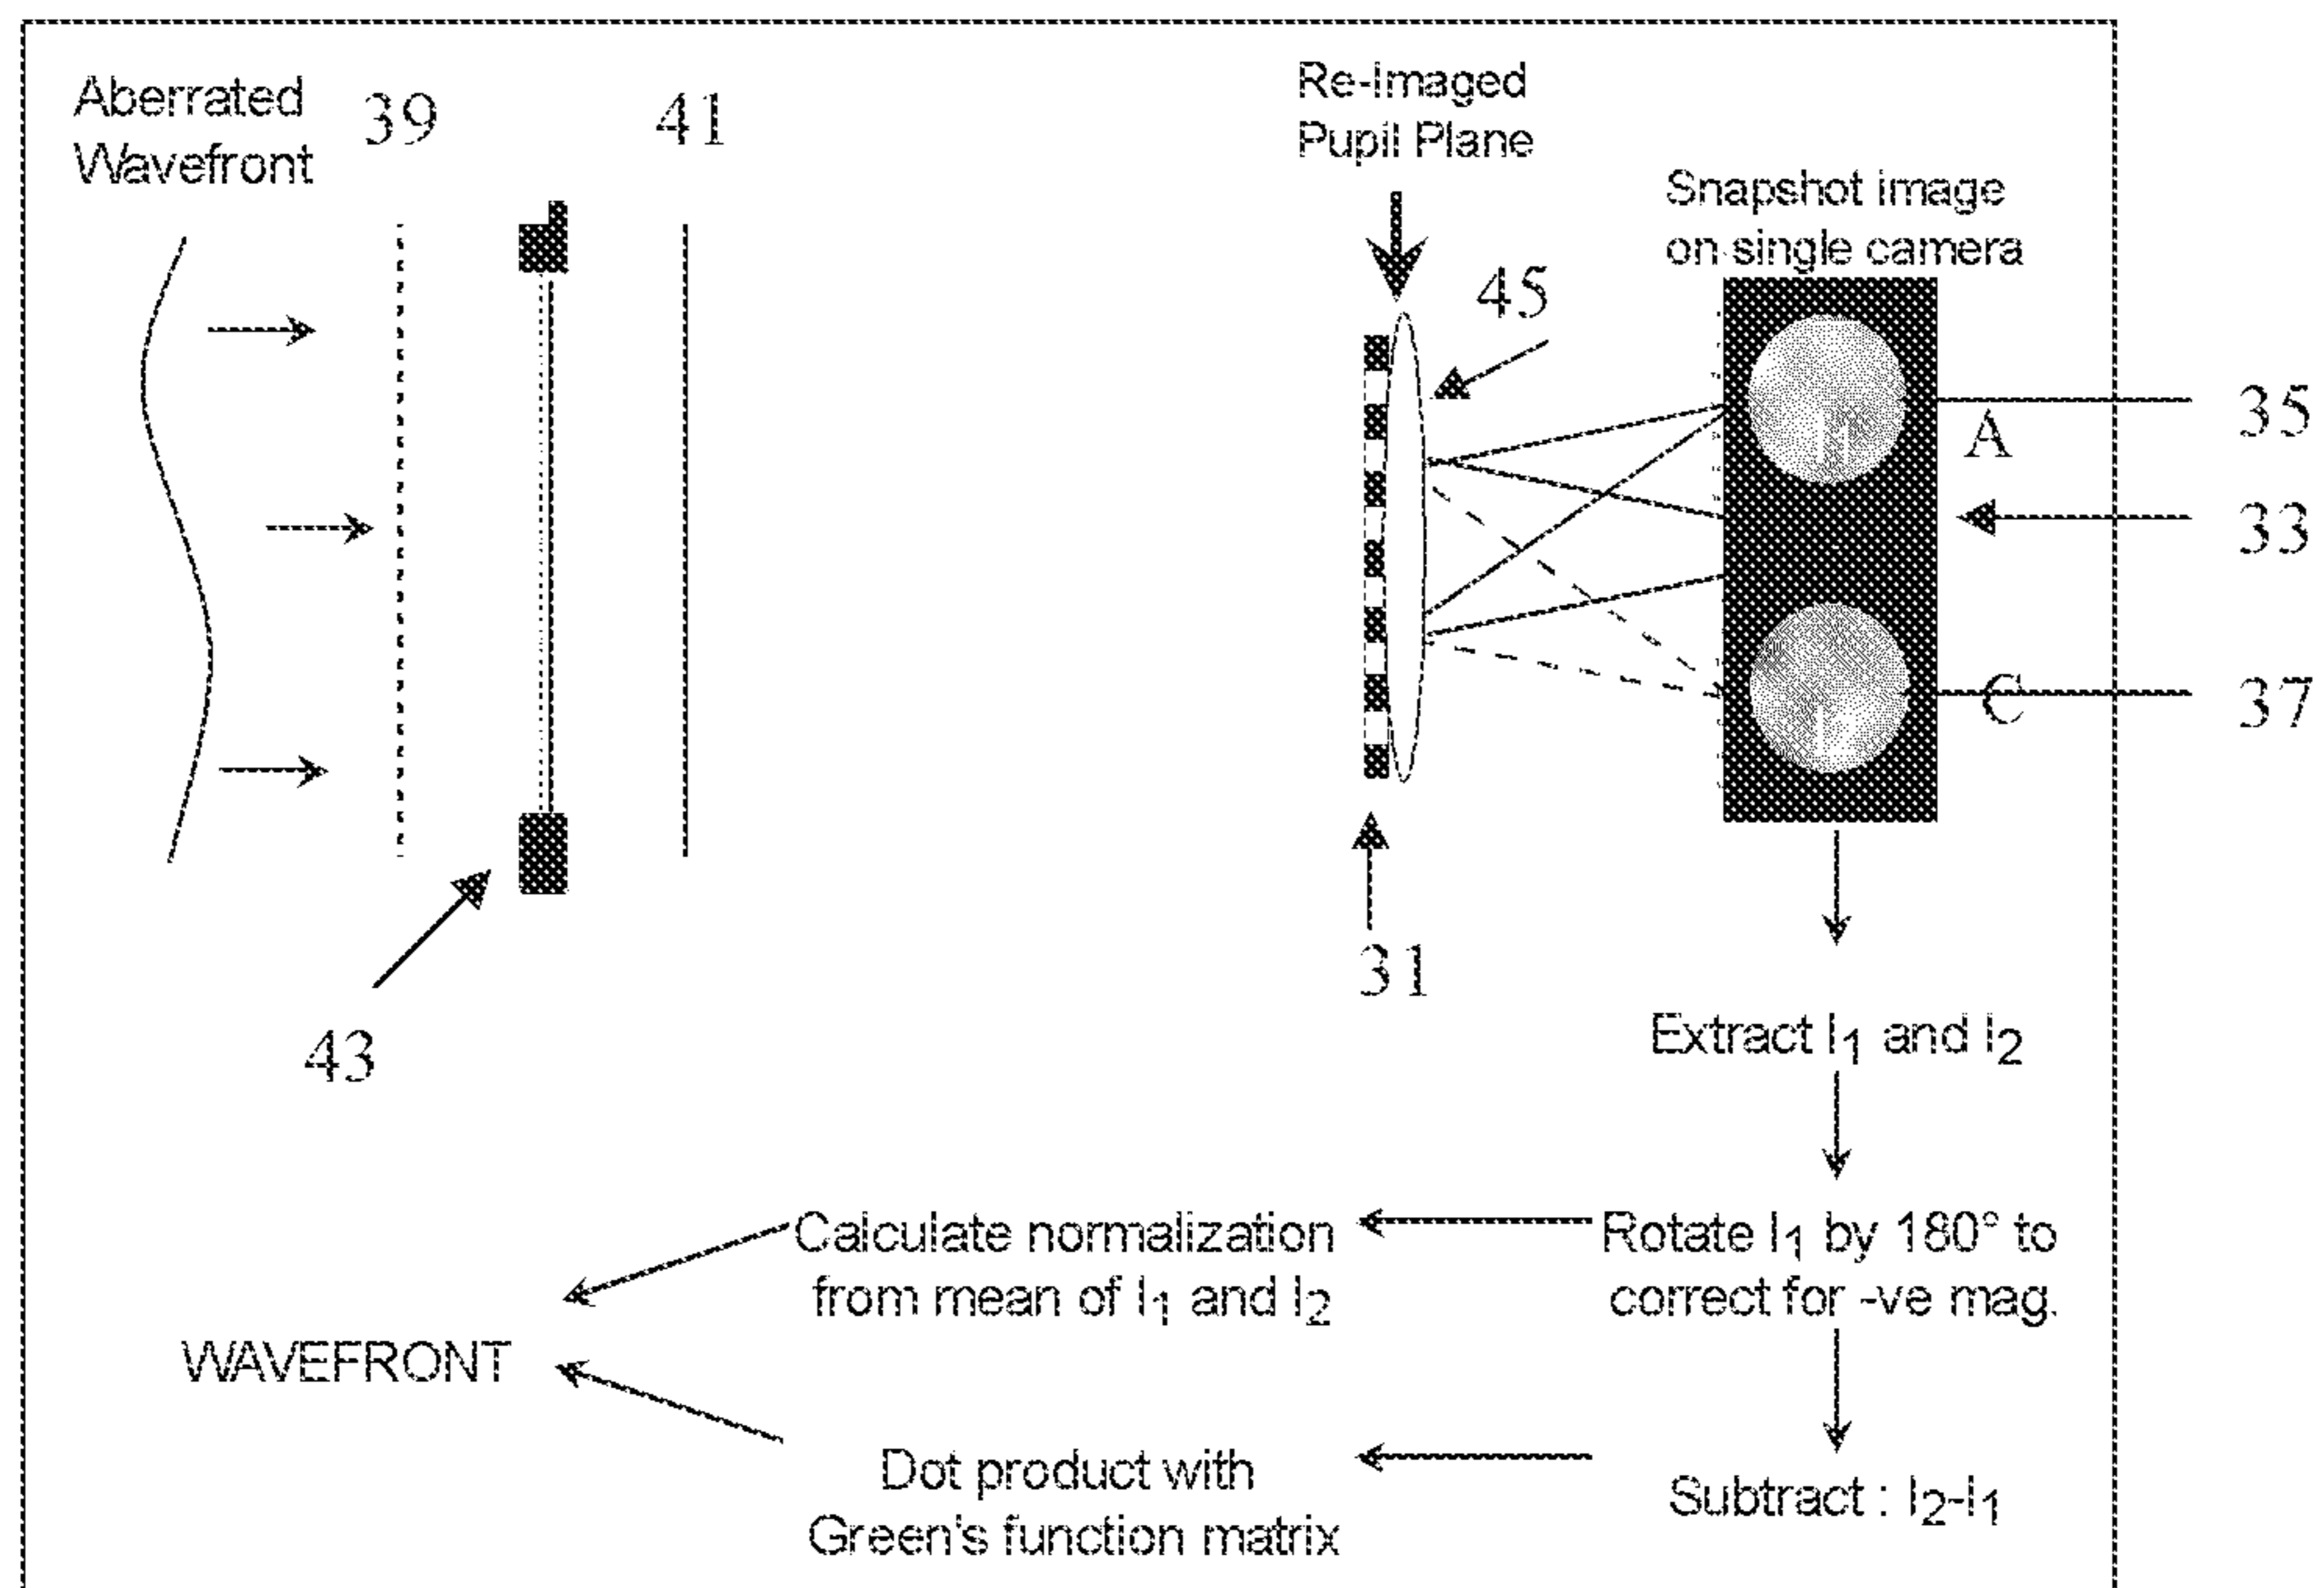 Aberrated
Wavefront
39
41
Re-Imaged
Pupil Plane
45
Snapshot image
on single camera
35
A
33
C
37
31
43
Extract I1 and I2
Rotate I1 by 180° to
correct for -ve mag.
Calculate normalization
from mean of I1 and I2
WAVEFRONT
Dot product with
Green's function matrix
Subtract : I2-I1